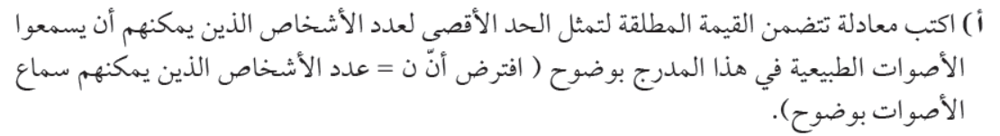 أ) اكتب معادلة تتضمن القيمة المطلقة لتمثل الحد الأقصى لعدد الأشخاص الذين يمكنهم أن يسمعوا
الأصوات الطبيعية في هذا المدرج بوضوح ( افترض أنّ ن = عدد الأشخاص الذين يمكنهم سماع
الأصوات بوضوح).